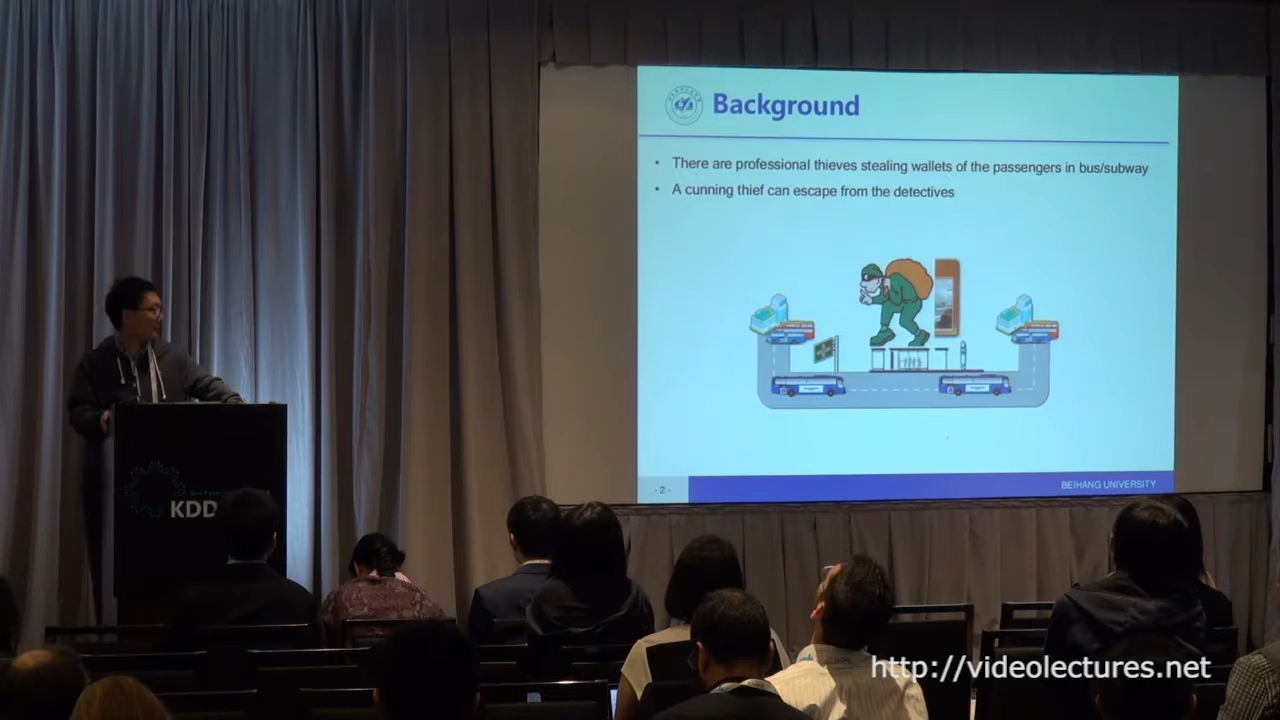 Background
• There are professional thieves stealing wallets of the passengers in bus/subway
• A cunning thief can escape from the detectives
- 2 -
BEIHANG UNIVERSITY
KDD
http://videolectures.net